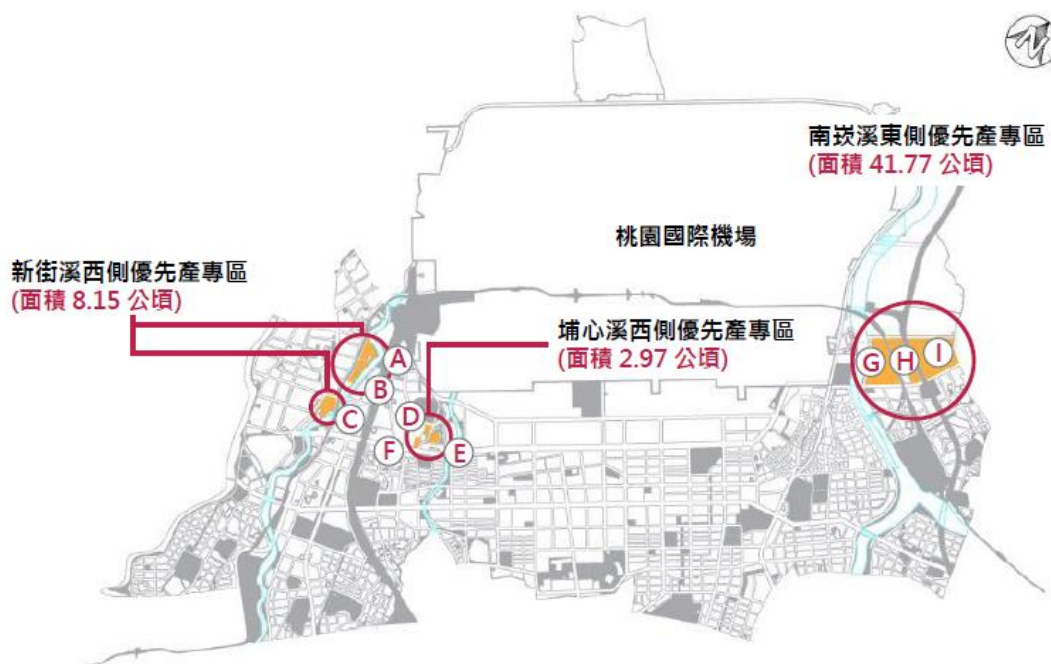 南崁溪東側優先產專區
(面積 41.77 公頃)
桃園國際機場
新街溪西側優先產專區
(面積 8.15 公頃)
埔心溪西側優先產專區
(面積 2.97 公頃)
A
B
C
D
E
F
G
H
I